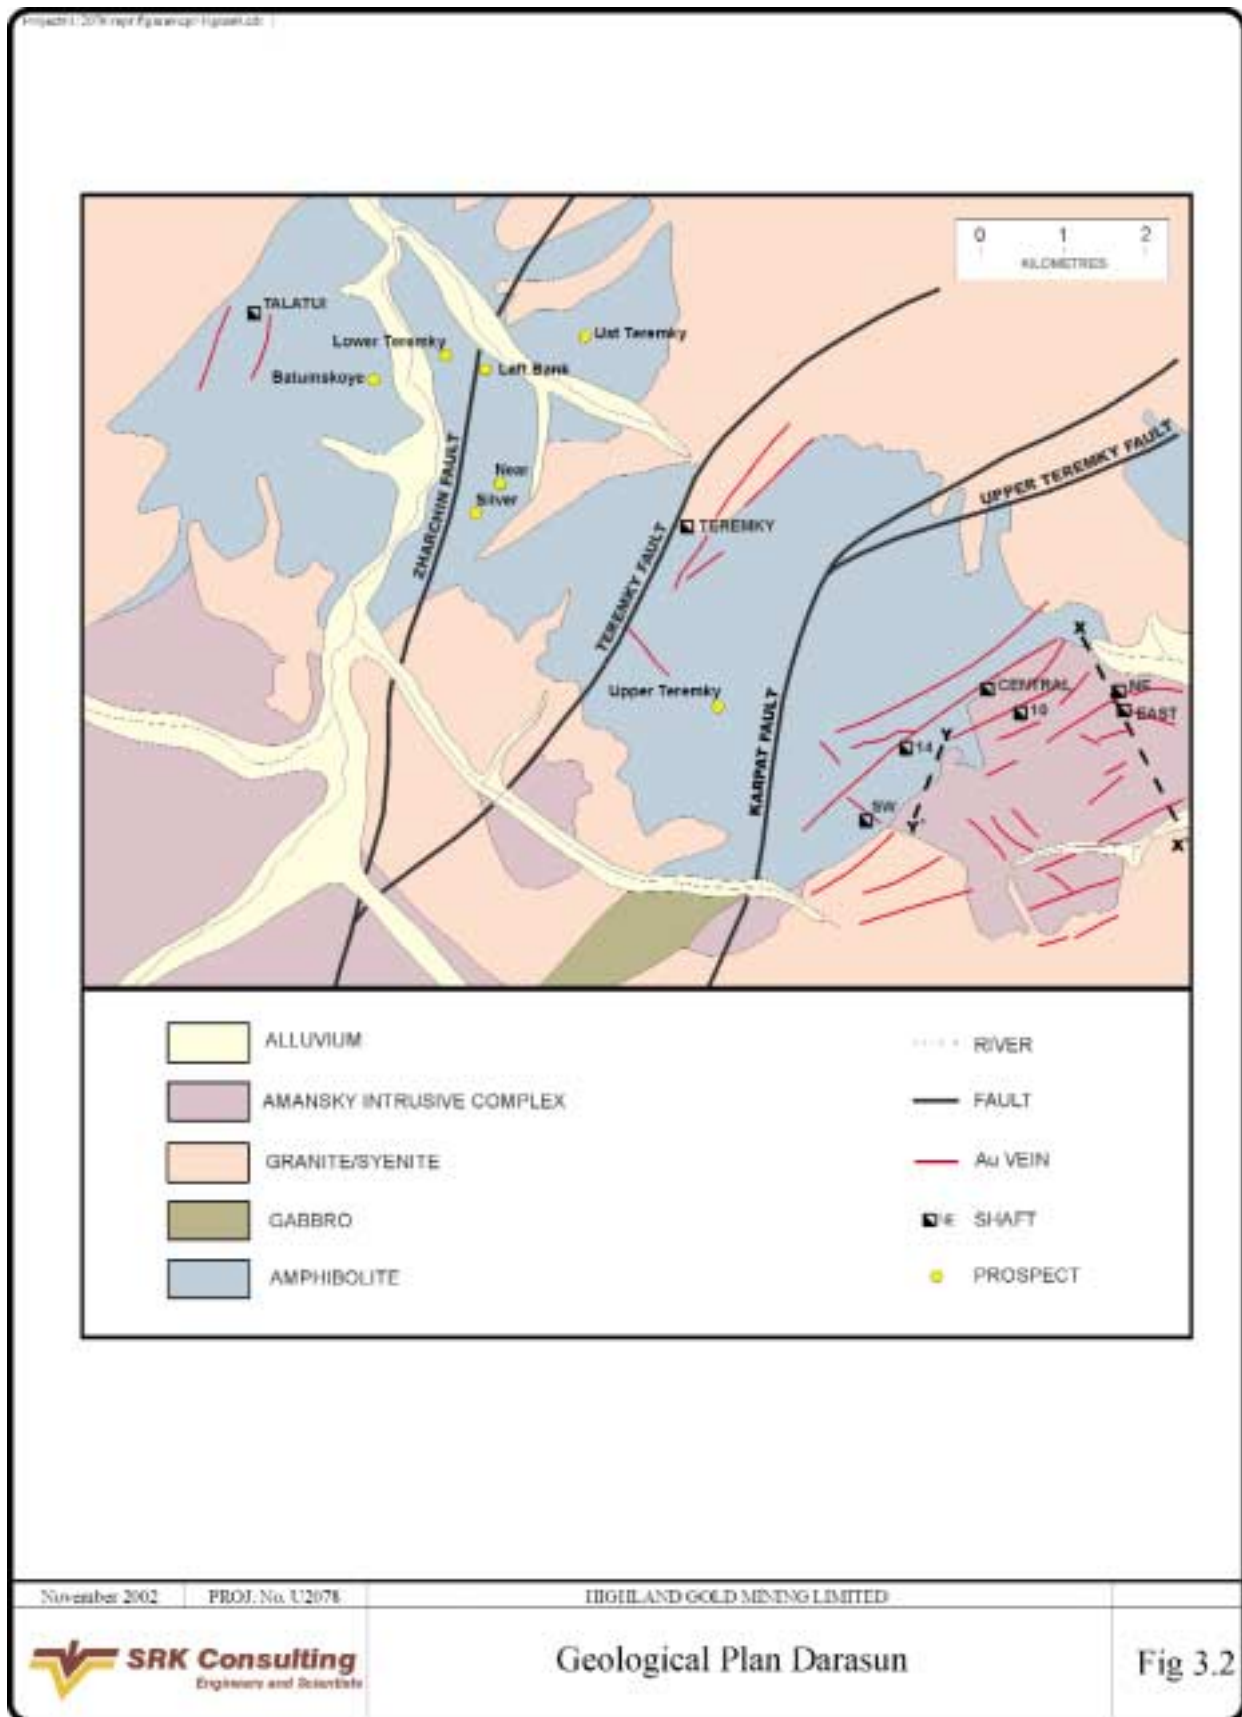 0 1 2
KILOMETRES
TALATUI
Lower Teremky
Ust Teremky
Batumskoye
Left Bank
ZHARCHIN FAULT
Near
Silver
UPPER TEREMKY FAULT
TEREMKY
TEREMKY FAULT
X
Upper Teremky
CENTRAL
NE
10
EAST
KARPAT FAULT
14
Y
SW
Y'
X'
ALLUVIUM
RIVER
AMANSKY INTRUSIVE COMPLEX
FAULT
GRANITE/SYENITE
Au VEIN
GABBRO
NE SHAFT
AMPHIBOLITE
PROSPECT
November 2002
PROJ. No. U2078
HIGHLAND GOLD MINING LIMITED
SRK Consulting
Engineers and Scientists
Geological Plan Darasun
Fig 3.2